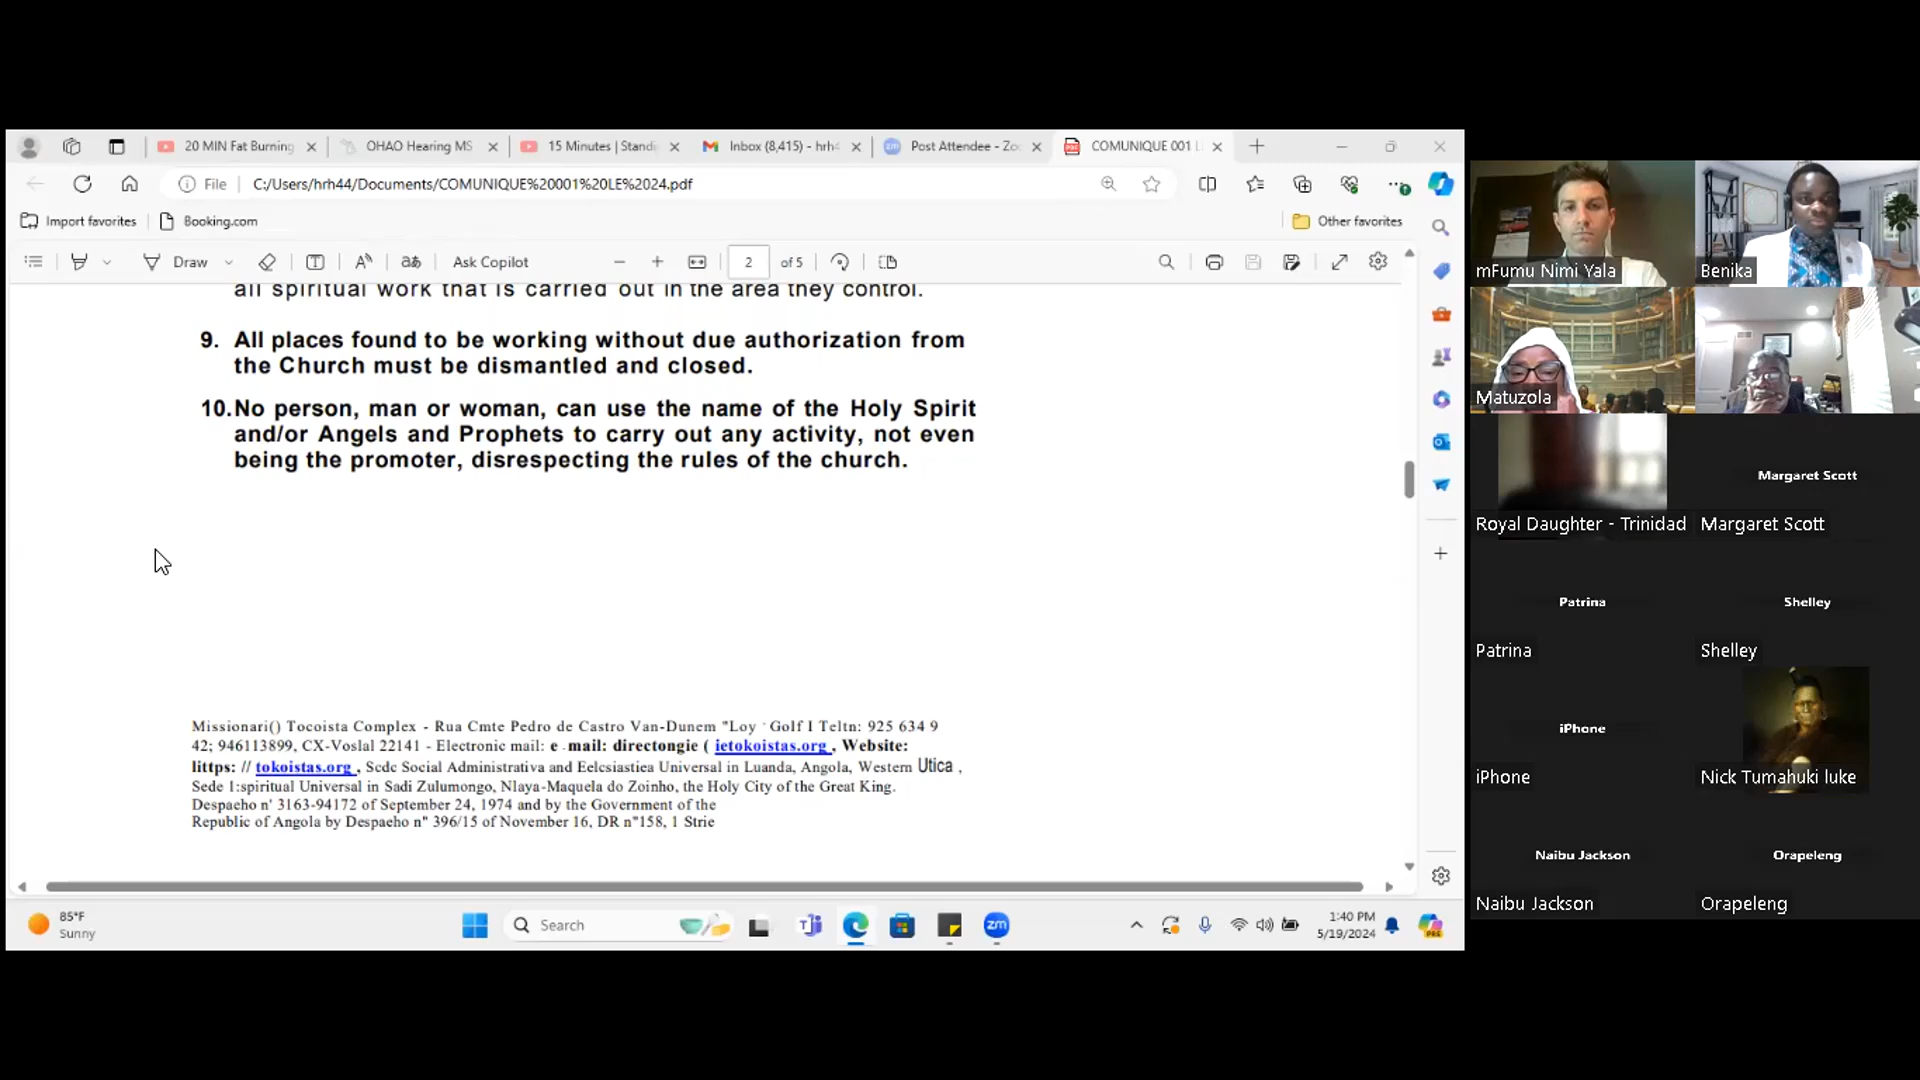 20 MIN Fat Burning
OHAO Hearing MS
15 Minutes | Stand
Inbox (8,415) - hrh4
Post Attendee - Zo
COMUNIQUE 001 L
File
C:/Users/hrh44/Documents/COMUNIQUE%20001%20LE%2024.pdf
Import favorites
Booking.com
Other favorites
Draw
Ask Copilot
2
of 5
all spiritual work that is carried out in the area they control.
9. All places found to be working without due authorization from
the Church must be dismantled and closed.
10. No person, man or woman, can use the name of the Holy Spirit
and/or Angels and Prophets to carry out any activity, not even
being the promoter, disrespecting the rules of the church.
Missionari() Tocoista Complex - Rua Cmte Pedro de Castro Van-Dunem "Loy · Golf I Teltn: 925 634 9
42; 946113899, CX-Voslal 22141 - Electronic mail: e - mail: directongie ( ietokoistas.org , Website:
littps: // tokoistas.org , Scdc Social Administrativa and Eelcsiastiea Universal in Luanda, Angola, Westem Utica ,
Sede 1:spiritual Universal in Sadi Zulumongo, Nlaya-Maquela do Zoinho, the Holy City of the Great King.
Despaeho n' 3163-94172 of September 24, 1974 and by the Government of the
Republic of Angola by Despaeho n" 396/15 of November 16, DR n"158, 1 Strie
85°F
Sunny
Search
zm
1:40 PM
5/19/2024
mFumu Nimi Yala
Benika
Matuzola
Royal Daughter - Trinidad
Margaret Scott
Margaret Scott
Patrina
Patrina
Shelley
Shelley
iPhone
iPhone
Nick Tumahuki luke
Naibu Jackson
Naibu Jackson
Orapeleng
Orapeleng